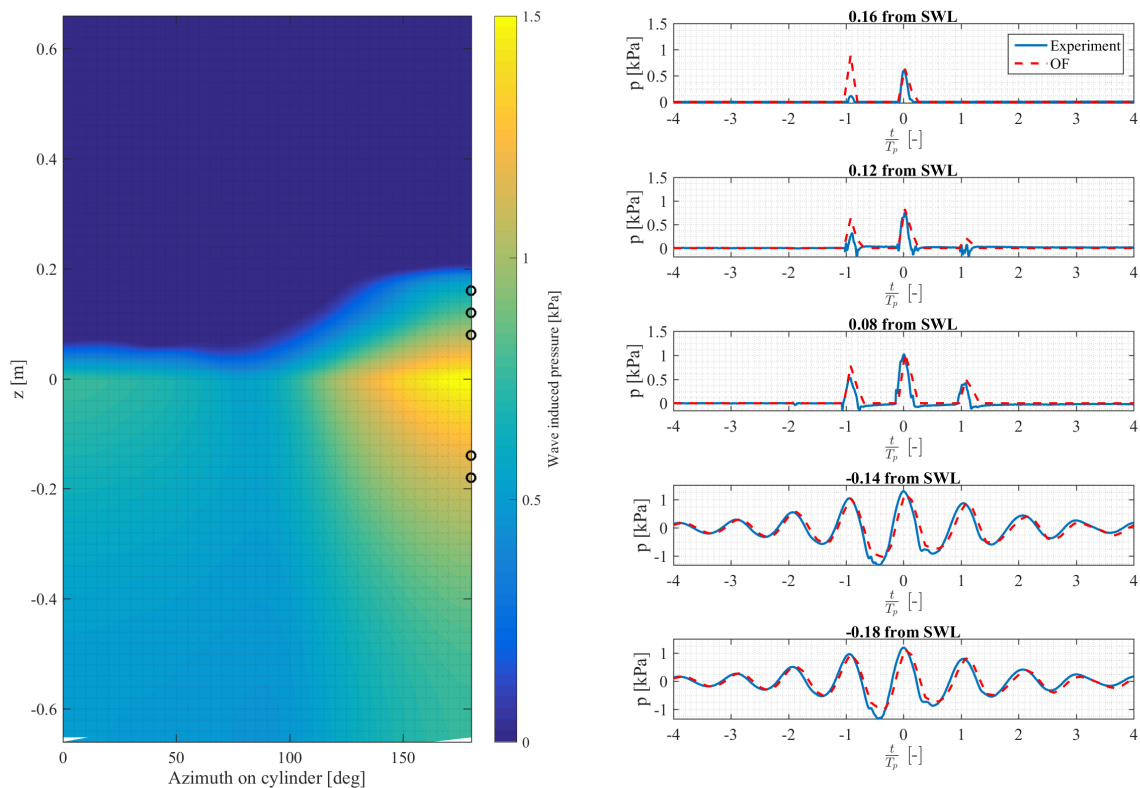 0.6
0.4
0.2
0
-0.2
-0.4
-0.6
z [m]
0 50 100 150
Azimuth on cylinder [deg]
1.5
1
0.5
0
Wave induced pressure [kPa]
0.16 from SWL
1.5
1
0.5
0
p [kPa]
Experiment
OF
-4 -3 -2 -1 0 1 2 3 4
t/T_p [-]
0.12 from SWL
1.5
1
0.5
0
p [kPa]
-4 -3 -2 -1 0 1 2 3 4
t/T_p [-]
0.08 from SWL
1.5
1
0.5
0
p [kPa]
-4 -3 -2 -1 0 1 2 3 4
t/T_p [-]
-0.14 from SWL
1
0
-1
p [kPa]
-4 -3 -2 -1 0 1 2 3 4
t/T_p [-]
-0.18 from SWL
1
0
-1
p [kPa]
-4 -3 -2 -1 0 1 2 3 4
t/T_p [-]